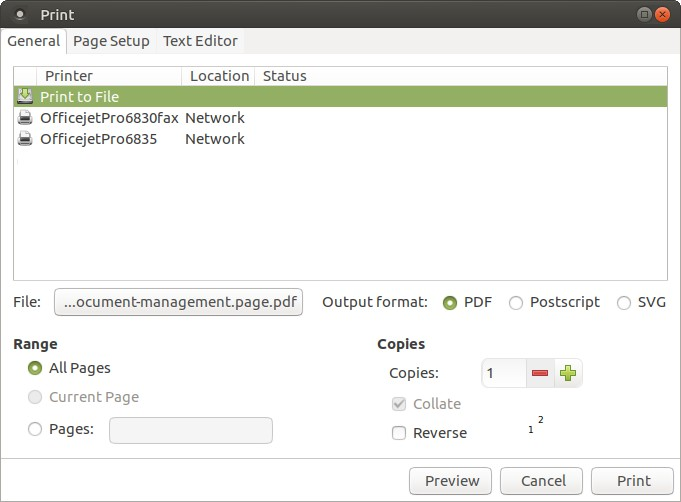 Print
General Page Setup Text Editor
Printer Location Status
Print to File
OfficejetPro6830fax Network
OfficejetPro6835 Network
File: ...ocument-management.page.pdf Output format: PDF Postscript SVG
Range Copies
All Pages Copies: 1
Current Page Collate
Pages: Reverse 1 2
Preview Cancel Print